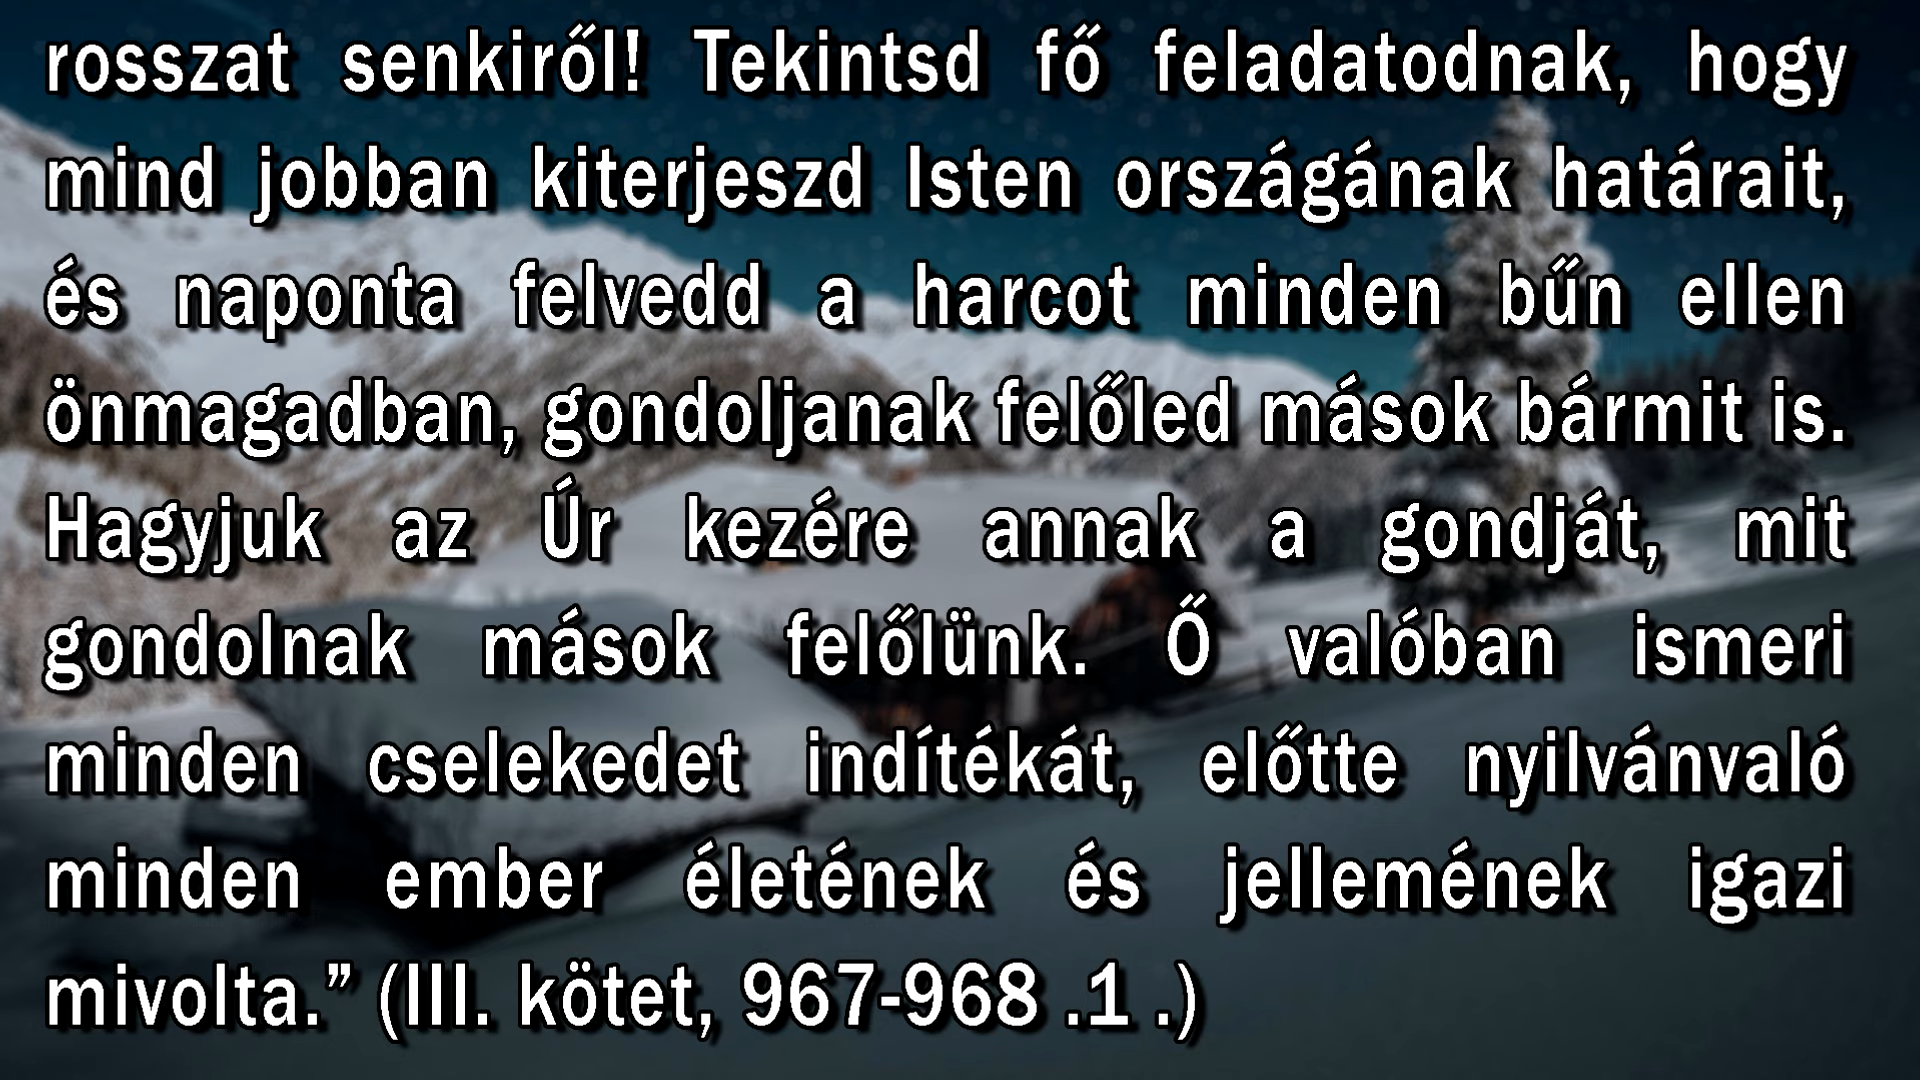 rosszat senkiről! Tekintsd fő feladatodnak, hogy
mind jobban kiterjeszd Isten országának határait,
és naponta felvedd a harcot minden bűn ellen
önmagadban, gondoljanak felőled mások bármit is.
Hagyjuk az Úr kezére annak a gondját, mit
gondolnak mások felőlünk. Ő valóban ismeri
minden cselekedet indítékát, előtte nyilvánvaló
minden ember életének és jellemének igazi
mivolta.” (III. kötet, 967-968 .1 .)